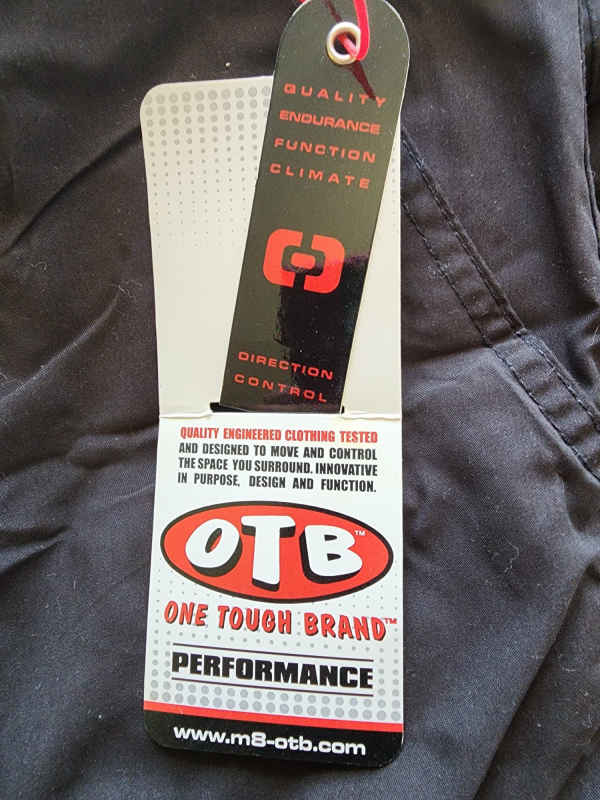 QUALITY
ENDURANCE
FUNCTION
CLIMATE
DIRECTION
CONTROL
QUALITY ENGINEERED CLOTHING TESTED
AND DESIGNED TO MOVE AND CONTROL
THE SPACE YOU SURROUND. INNOVATIVE
IN PURPOSE, DESIGN AND FUNCTION.
OTB™
ONE TOUGH BRAND™
PERFORMANCE
www.m8-otb.com